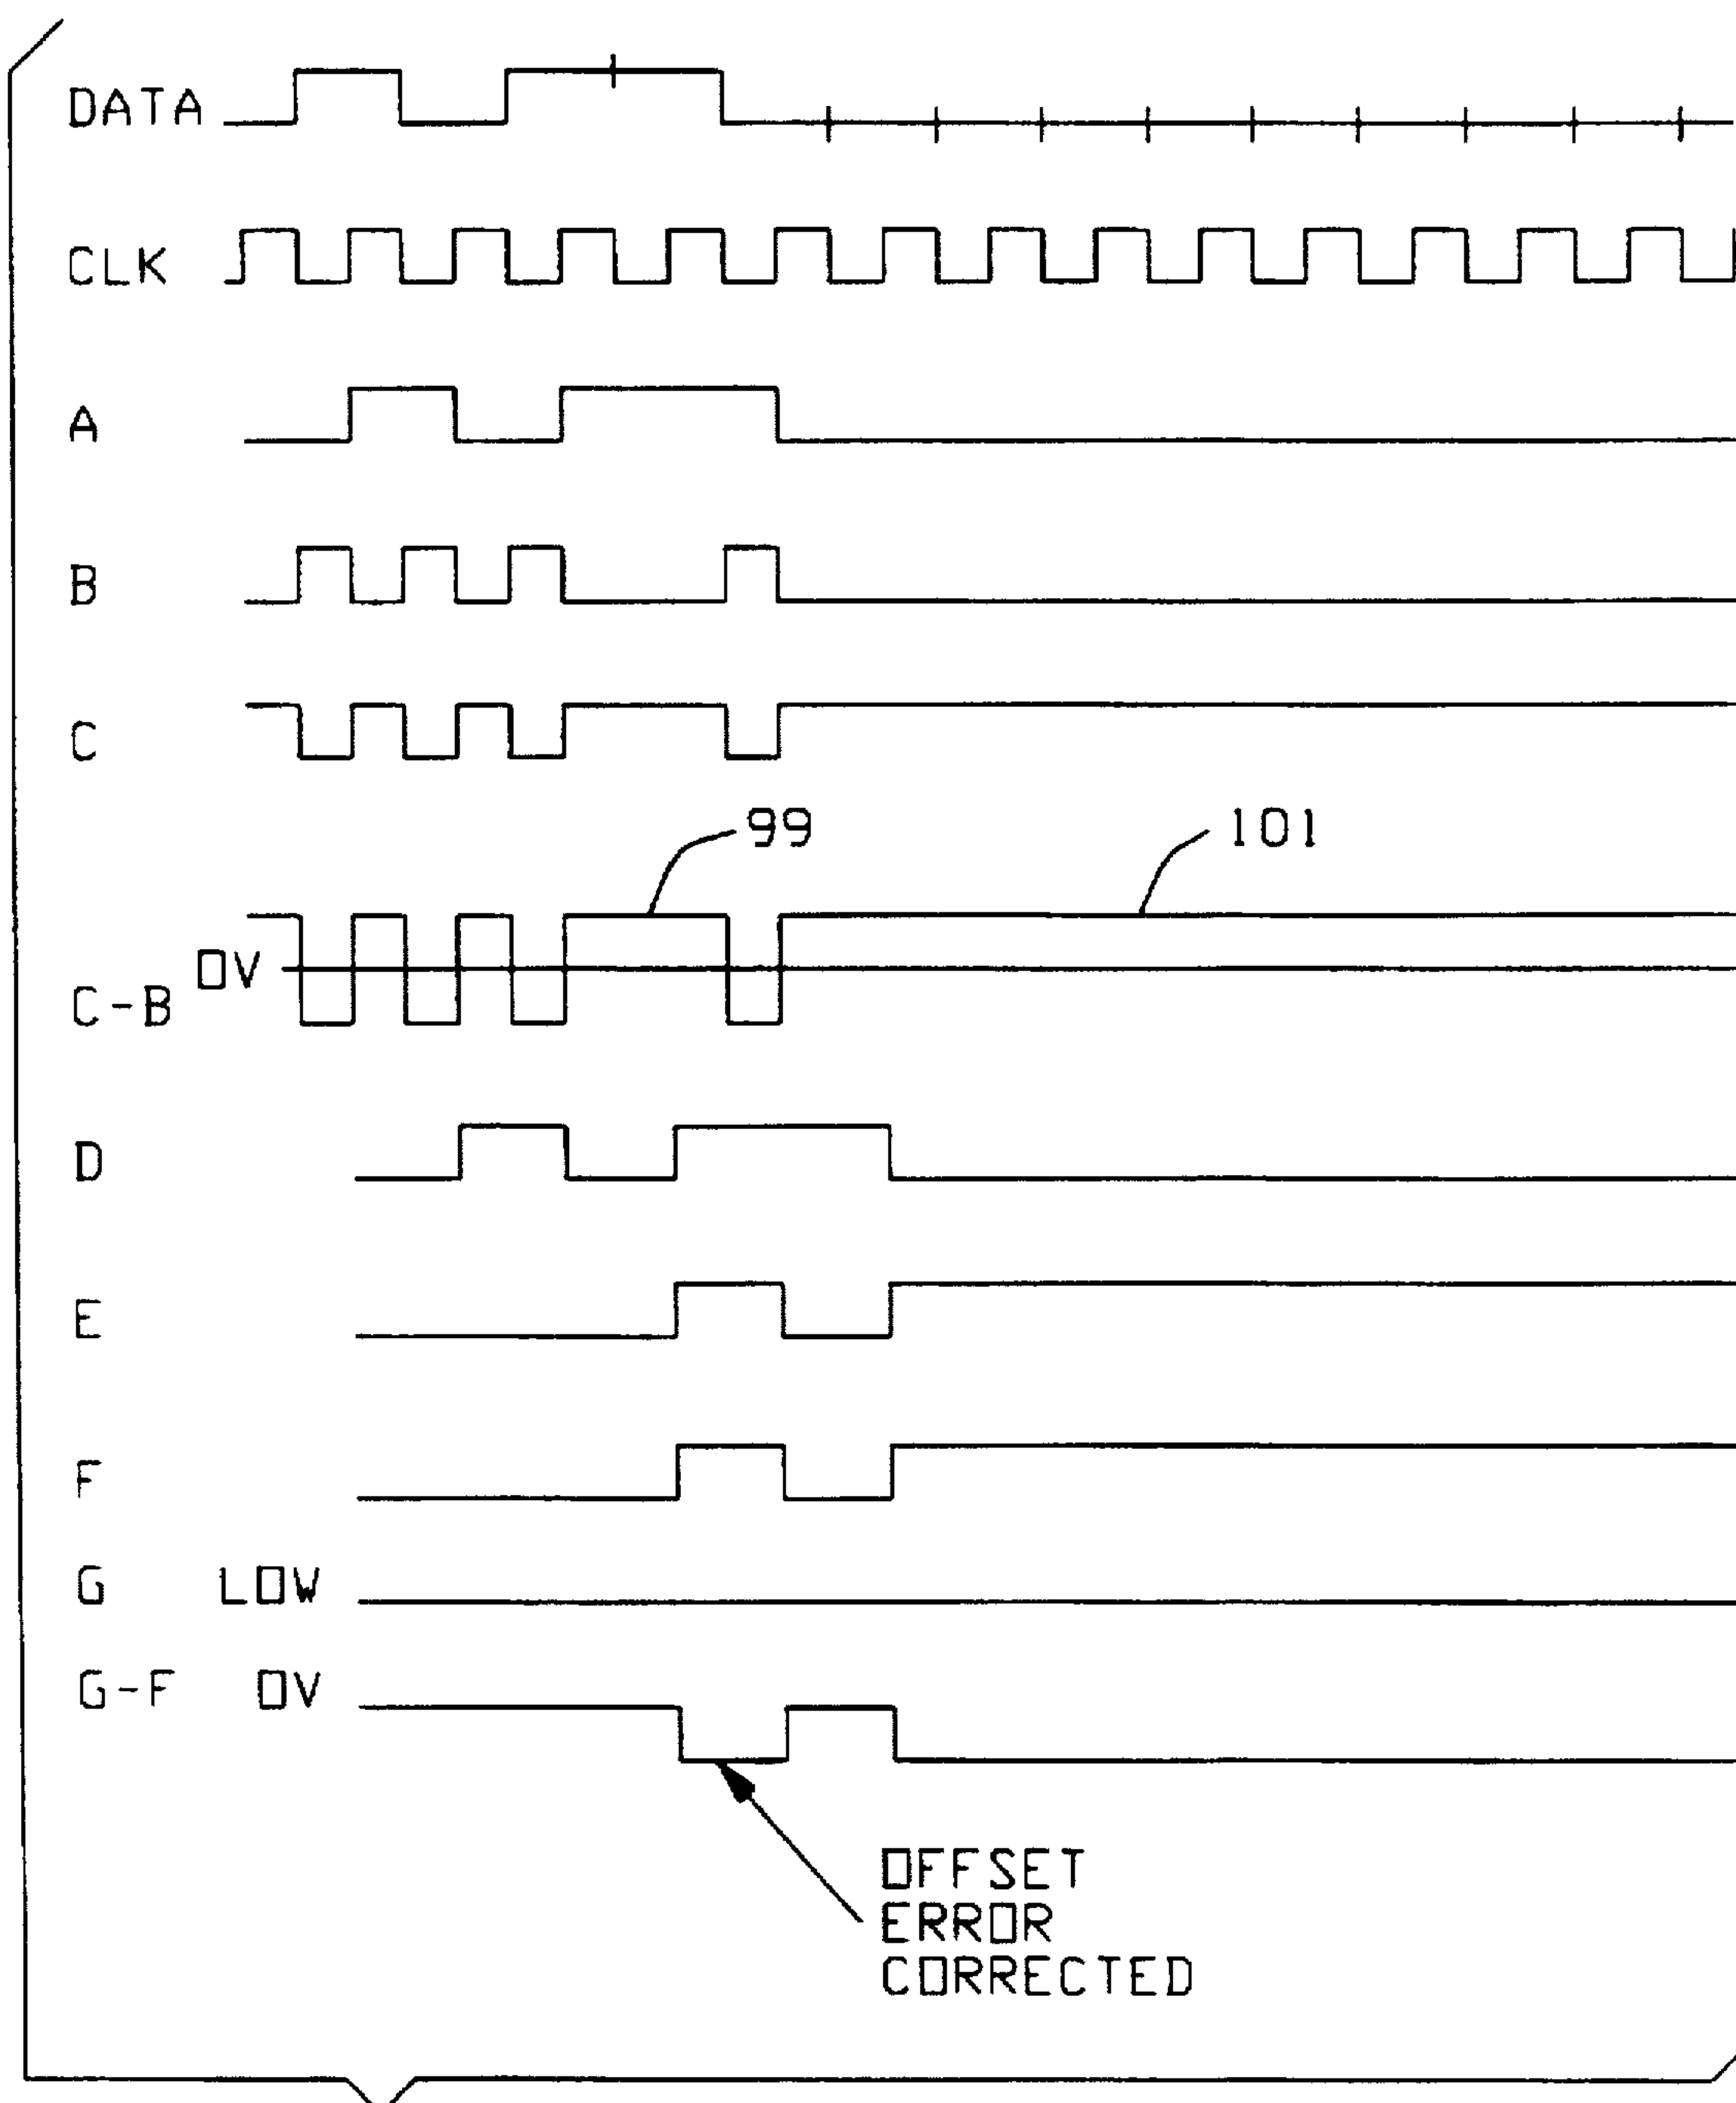 DATA
CLK
A
B
C
99
101
0V
C-B
D
E
F
G LOW
G-F 0V
OFFSET
ERROR
CORRECTED